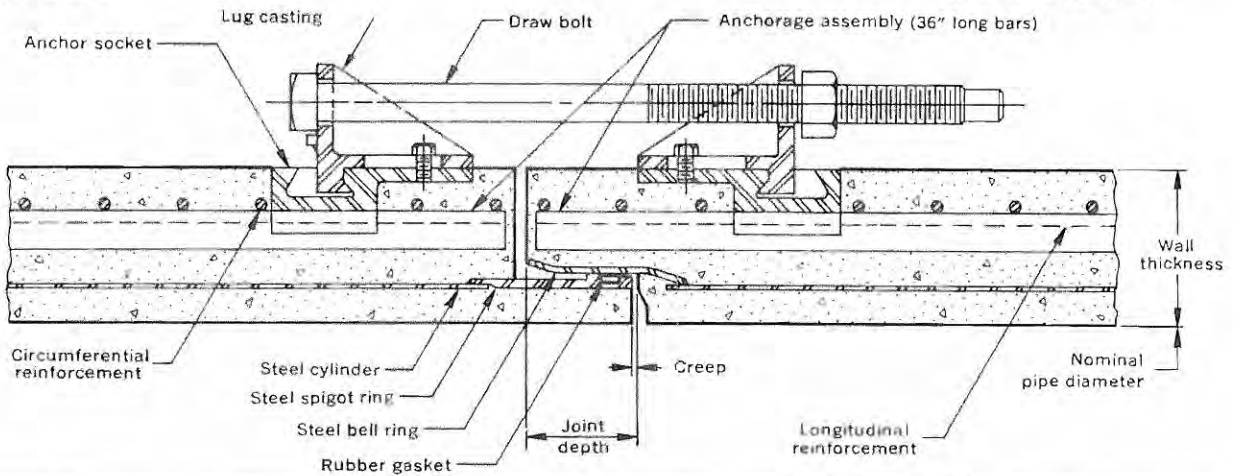 Lug casting
Draw bolt
Anchorage assembly (36" long bars)
Anchor socket
Wall
thickness
Circumferential
reinforcement
Steel cylinder
Creep
Nominal
pipe diameter
Steel spigot ring
Steel bell ring
Joint
depth
Longitudinal
reinforcement
Rubber gasket